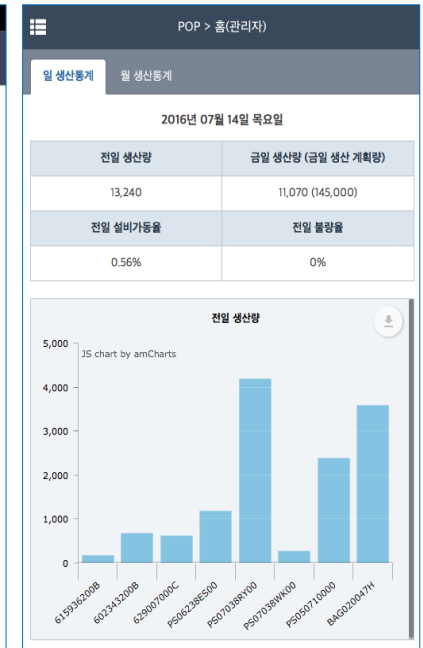 POP > 홈(관리자)
일 생산통계 월 생산통계
2016년 07월 14일 목요일
전일 생산량 금일 생산량 (금일 생산 계획량)
13,240 11,070 (145,000)
전일 설비가동율 전일 불량율
0.56% 0%
전일 생산량
JS chart by amCharts
5,000
4,000
3,000
2,000
1,000
0
615936200B 602343200B 629007000C PS06238ES00 PS07038RY00 PS07038WK00 PS050710000 BAG020047H